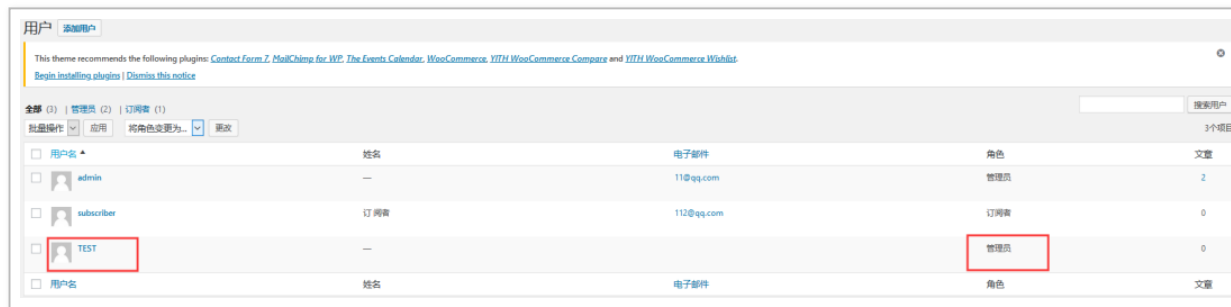 用户 添加用户
This theme recommends the following plugins: Contact Form 7, MailChimp for WP, The Events Calendar, WooCommerce, YITH WooCommerce Compare and YITH WooCommerce Wishlist.
Begin installing plugins | Dismiss this notice
全部 (3) | 管理员 (2) | 订阅者 (1)
搜索用户
批量操作 应用 将角色变更为... 更改 3个项目
用户名 姓名 电子邮件 角色 文章
admin — 11@qq.com 管理员 2
subscriber 订 阅者 112@qq.com 订阅者 0
TEST — 管理员 0
用户名 姓名 电子邮件 角色 文章